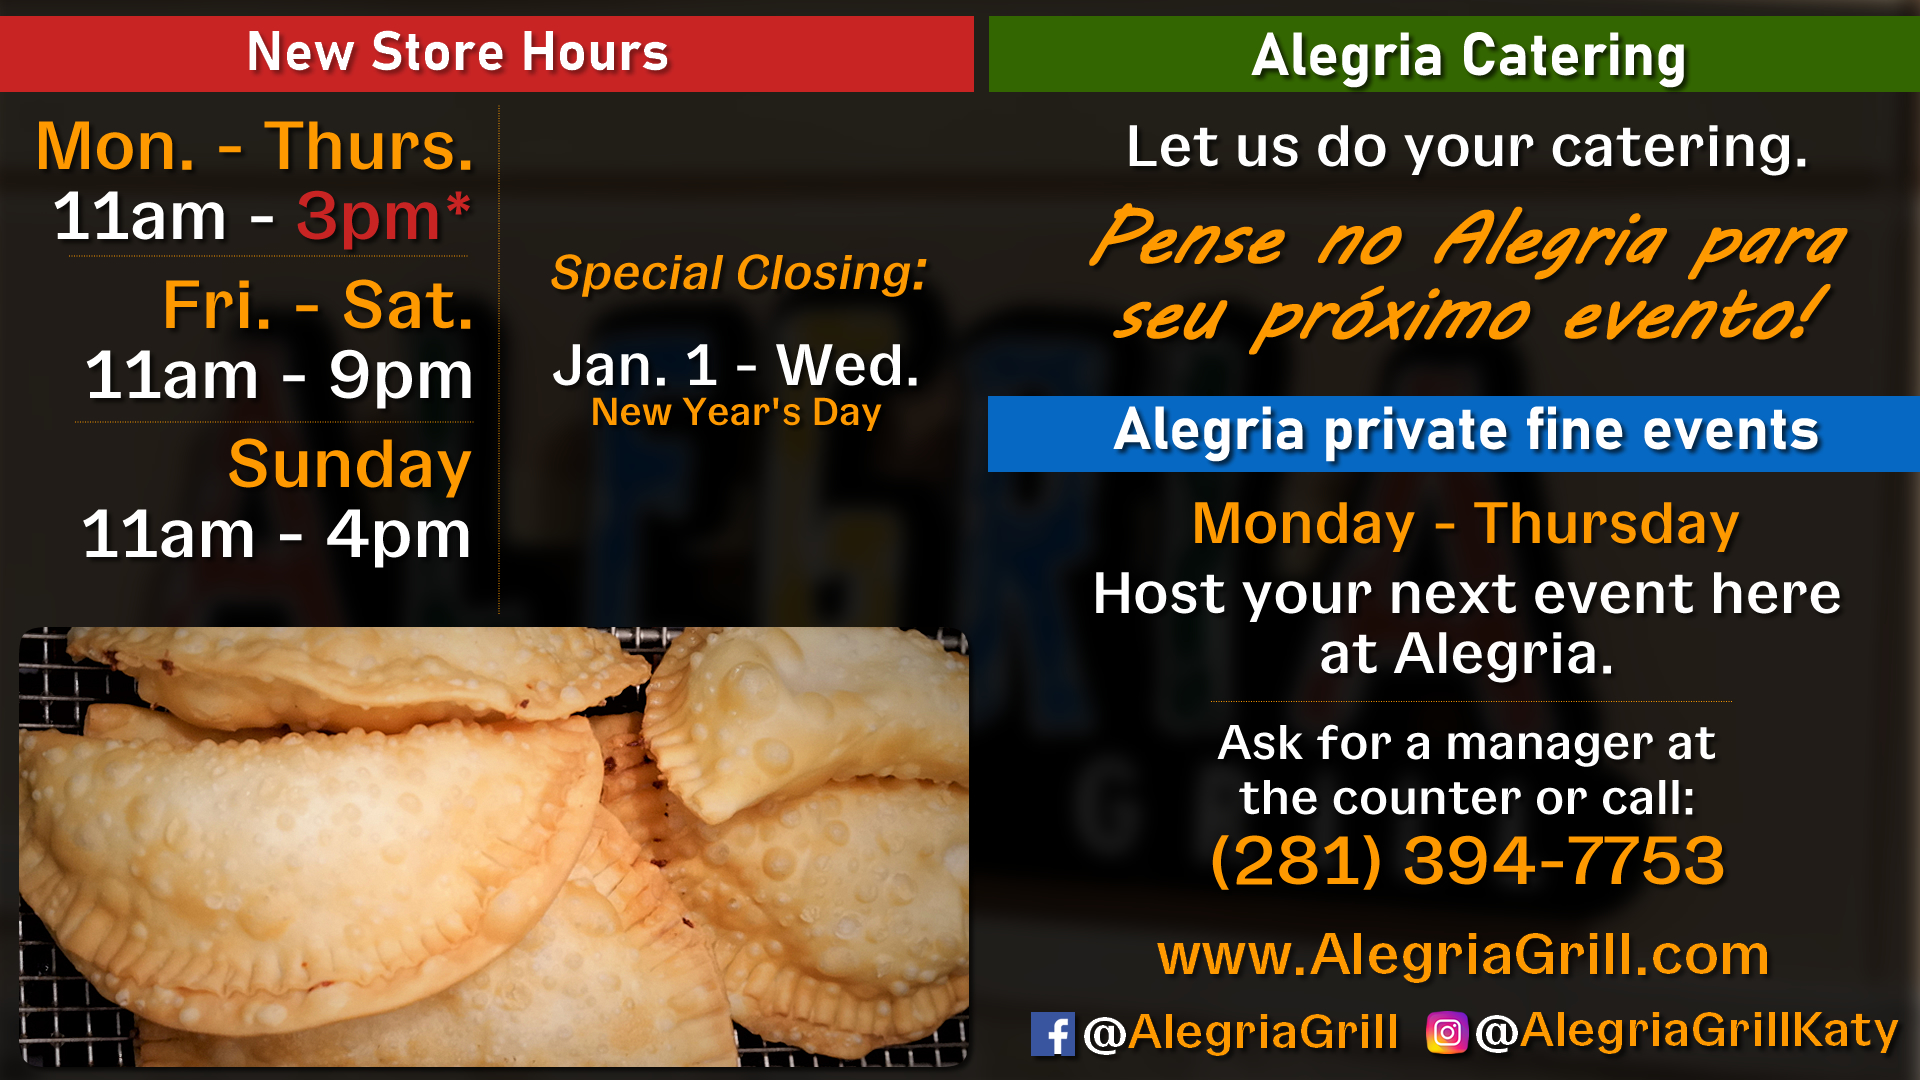 New Store Hours
Mon. - Thurs.
11am - 3pm*
Fri. - Sat.
11am - 9pm
Sunday
11am - 4pm
Special Closing:
Jan. 1 - Wed.
New Year's Day
Alegria Catering
Let us do your catering.
Pense no Alegria para
seu próximo evento!
Alegria private fine events
Monday - Thursday
Host your next event here
at Alegria.
Ask for a manager at
the counter or call:
(281) 394-7753
www.AlegriaGrill.com
@AlegriaGrill @AlegriaGrillKaty
ALEGRIA